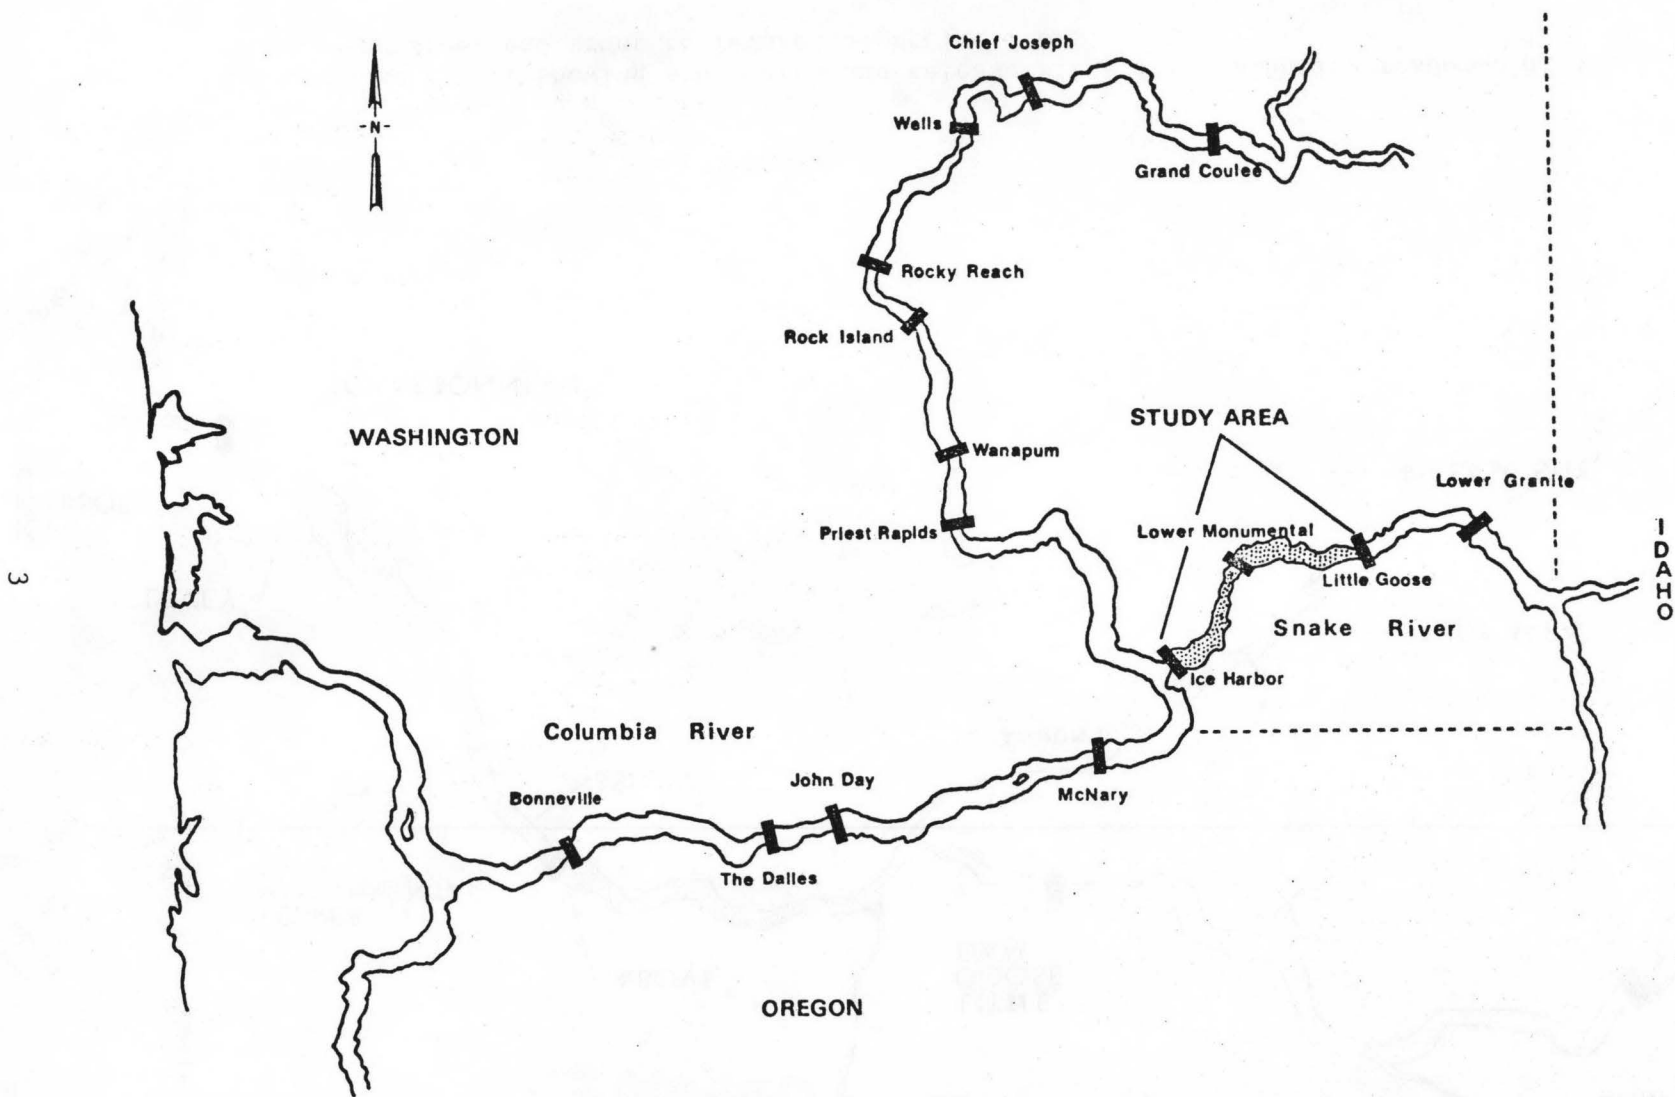 Chief Joseph
-N-
Wells
Grand Coulee
Rocky Reach
Rock Island
STUDY AREA
WASHINGTON
Wanapum
Lower Granite
Priest Rapids
Lower Monumental
IDAHO
3
Little Goose
Snake River
Ice Harbor
Columbia River
John Day
Bonneville
McNary
The Dalles
OREGON